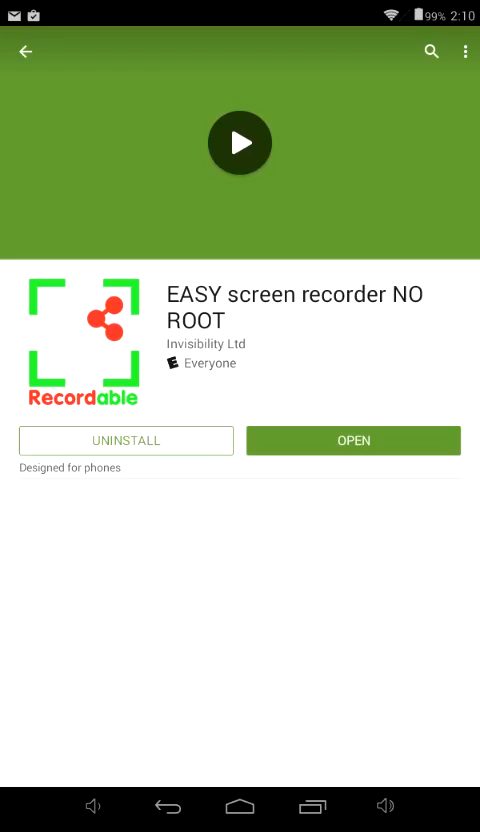 99% 2:10
EASY screen recorder NO
ROOT
Invisibility Ltd
E Everyone
Recordable
UNINSTALL
OPEN
Designed for phones